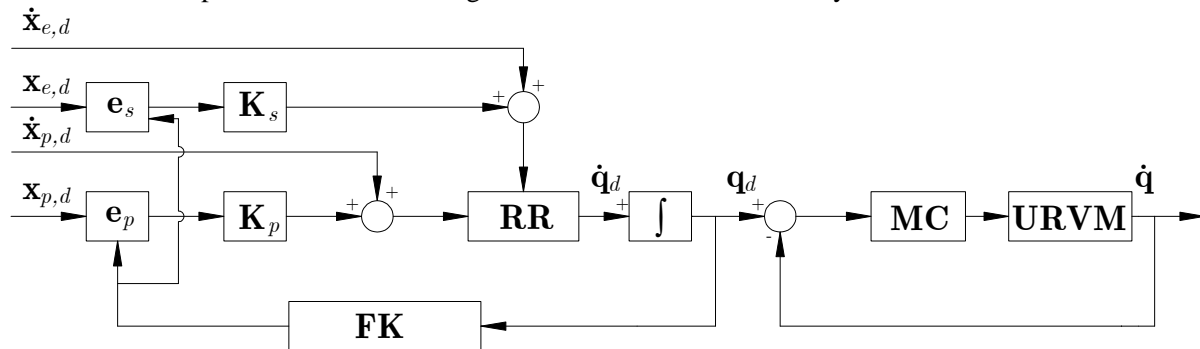 ẋ_{e,d}
x_{e,d}
e_s K_s + +
ẋ_{p,d}
x_{p,d} e_p K_p + + RR q̇_d + ∫ q_d + - MC URVM q̇
FK